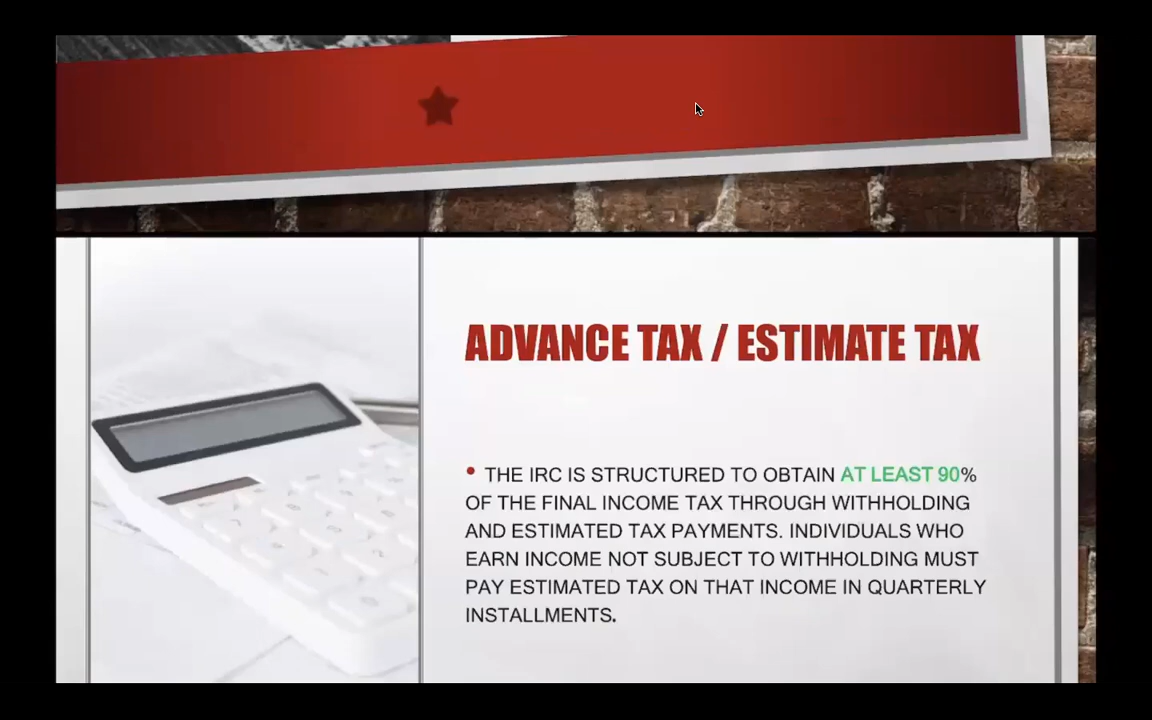 ADVANCE TAX / ESTIMATE TAX
• THE IRC IS STRUCTURED TO OBTAIN AT LEAST 90%
OF THE FINAL INCOME TAX THROUGH WITHHOLDING
AND ESTIMATED TAX PAYMENTS. INDIVIDUALS WHO
EARN INCOME NOT SUBJECT TO WITHHOLDING MUST
PAY ESTIMATED TAX ON THAT INCOME IN QUARTERLY
INSTALLMENTS.